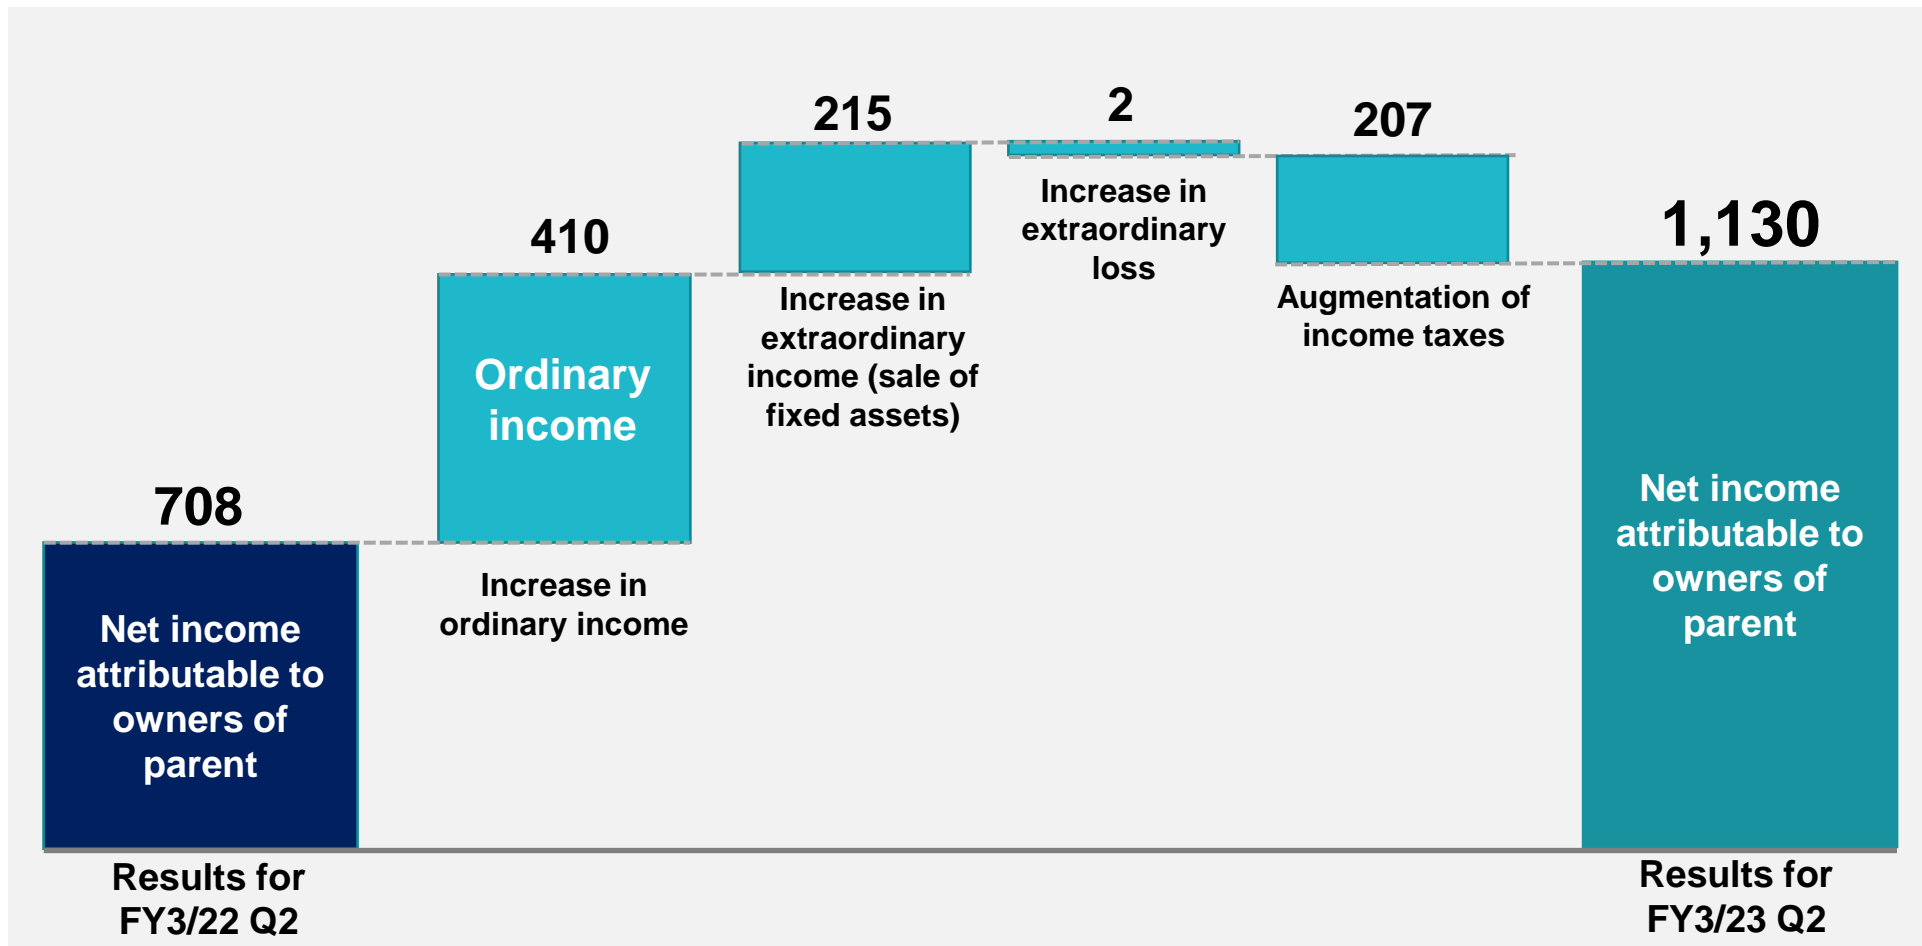 708
Net income
attributable to
owners of
parent
Results for
FY3/22 Q2
410
Ordinary
income
Increase in
ordinary income
215
Increase in
extraordinary
income (sale of
fixed assets)
2
Increase in
extraordinary
loss
207
Augmentation of
income taxes
1,130
Net income
attributable to
owners of
parent
Results for
FY3/23 Q2